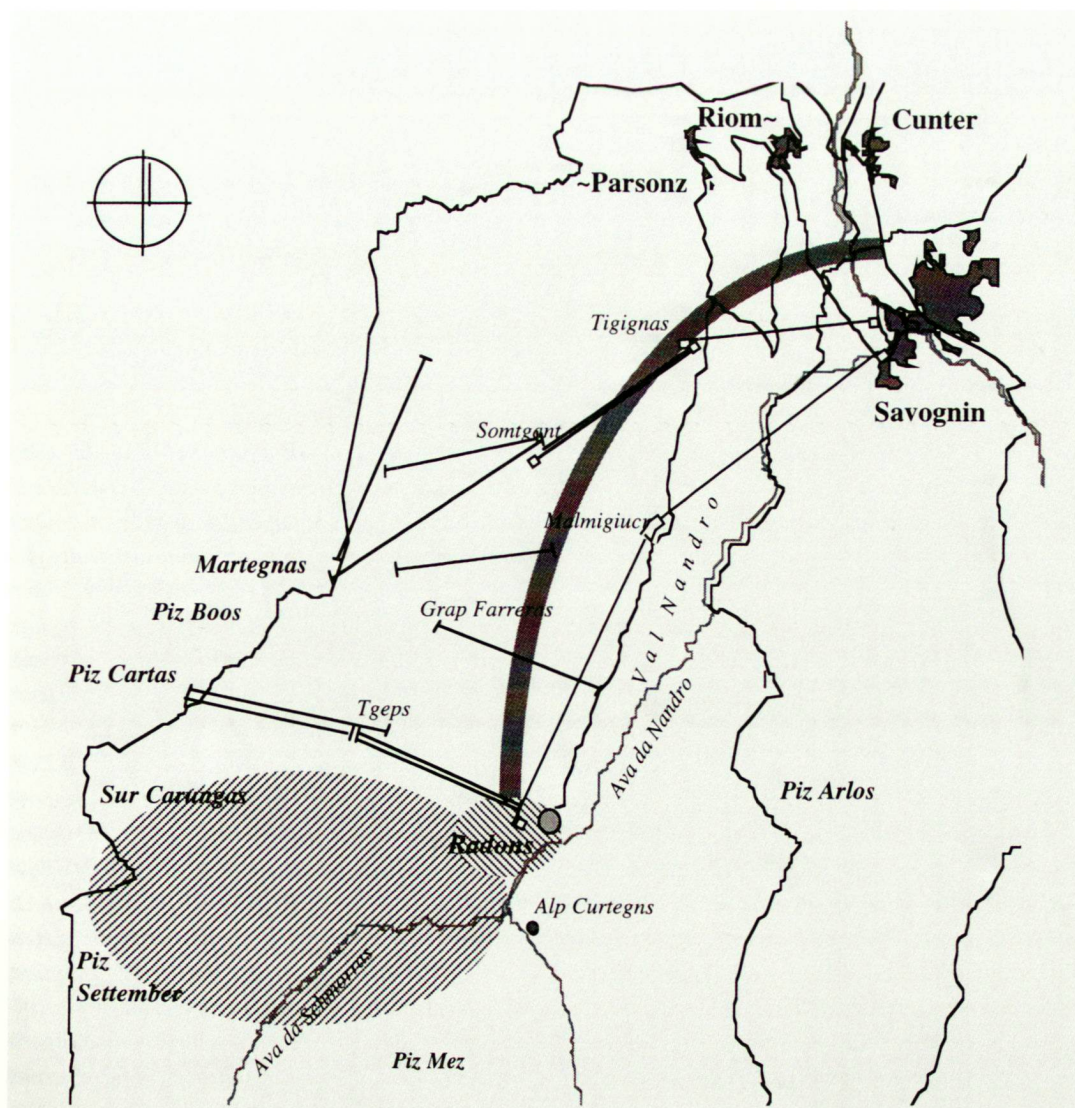 Riom~
Cunter
~Parsonz
Tigignas
Savognin
Somtgant
Malmigiucr
Val Nandro
Martegnas
Piz Boos
Grap Farreras
Piz Cartas
Tgeps
Ava da Nandro
Sur Carungas
Piz Arlos
Radons
Alp Curtegns
Piz
Settember
Ava da Schmorras
Piz Mez